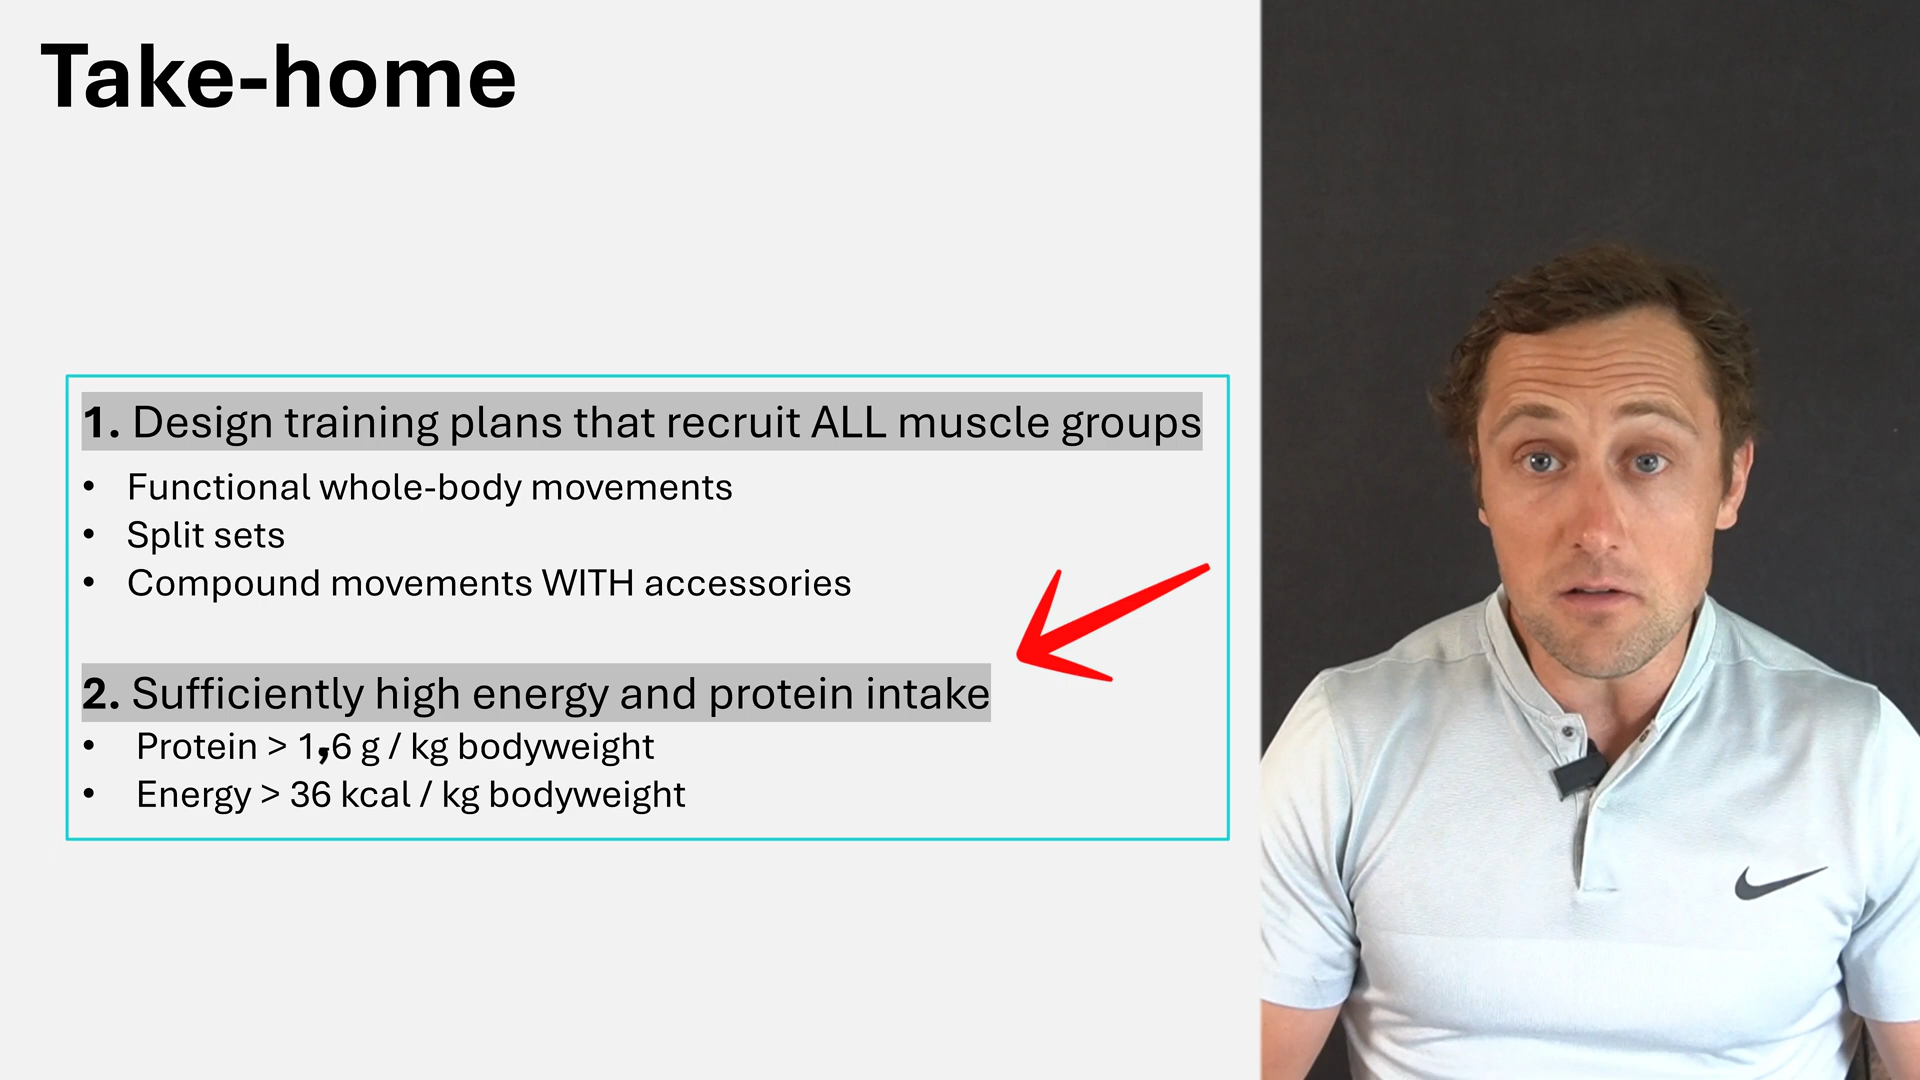 Take-home
1. Design training plans that recruit ALL muscle groups
• Functional whole-body movements
• Split sets
• Compound movements WITH accessories
2. Sufficiently high energy and protein intake
• Protein > 1,6 g / kg bodyweight
• Energy > 36 kcal / kg bodyweight